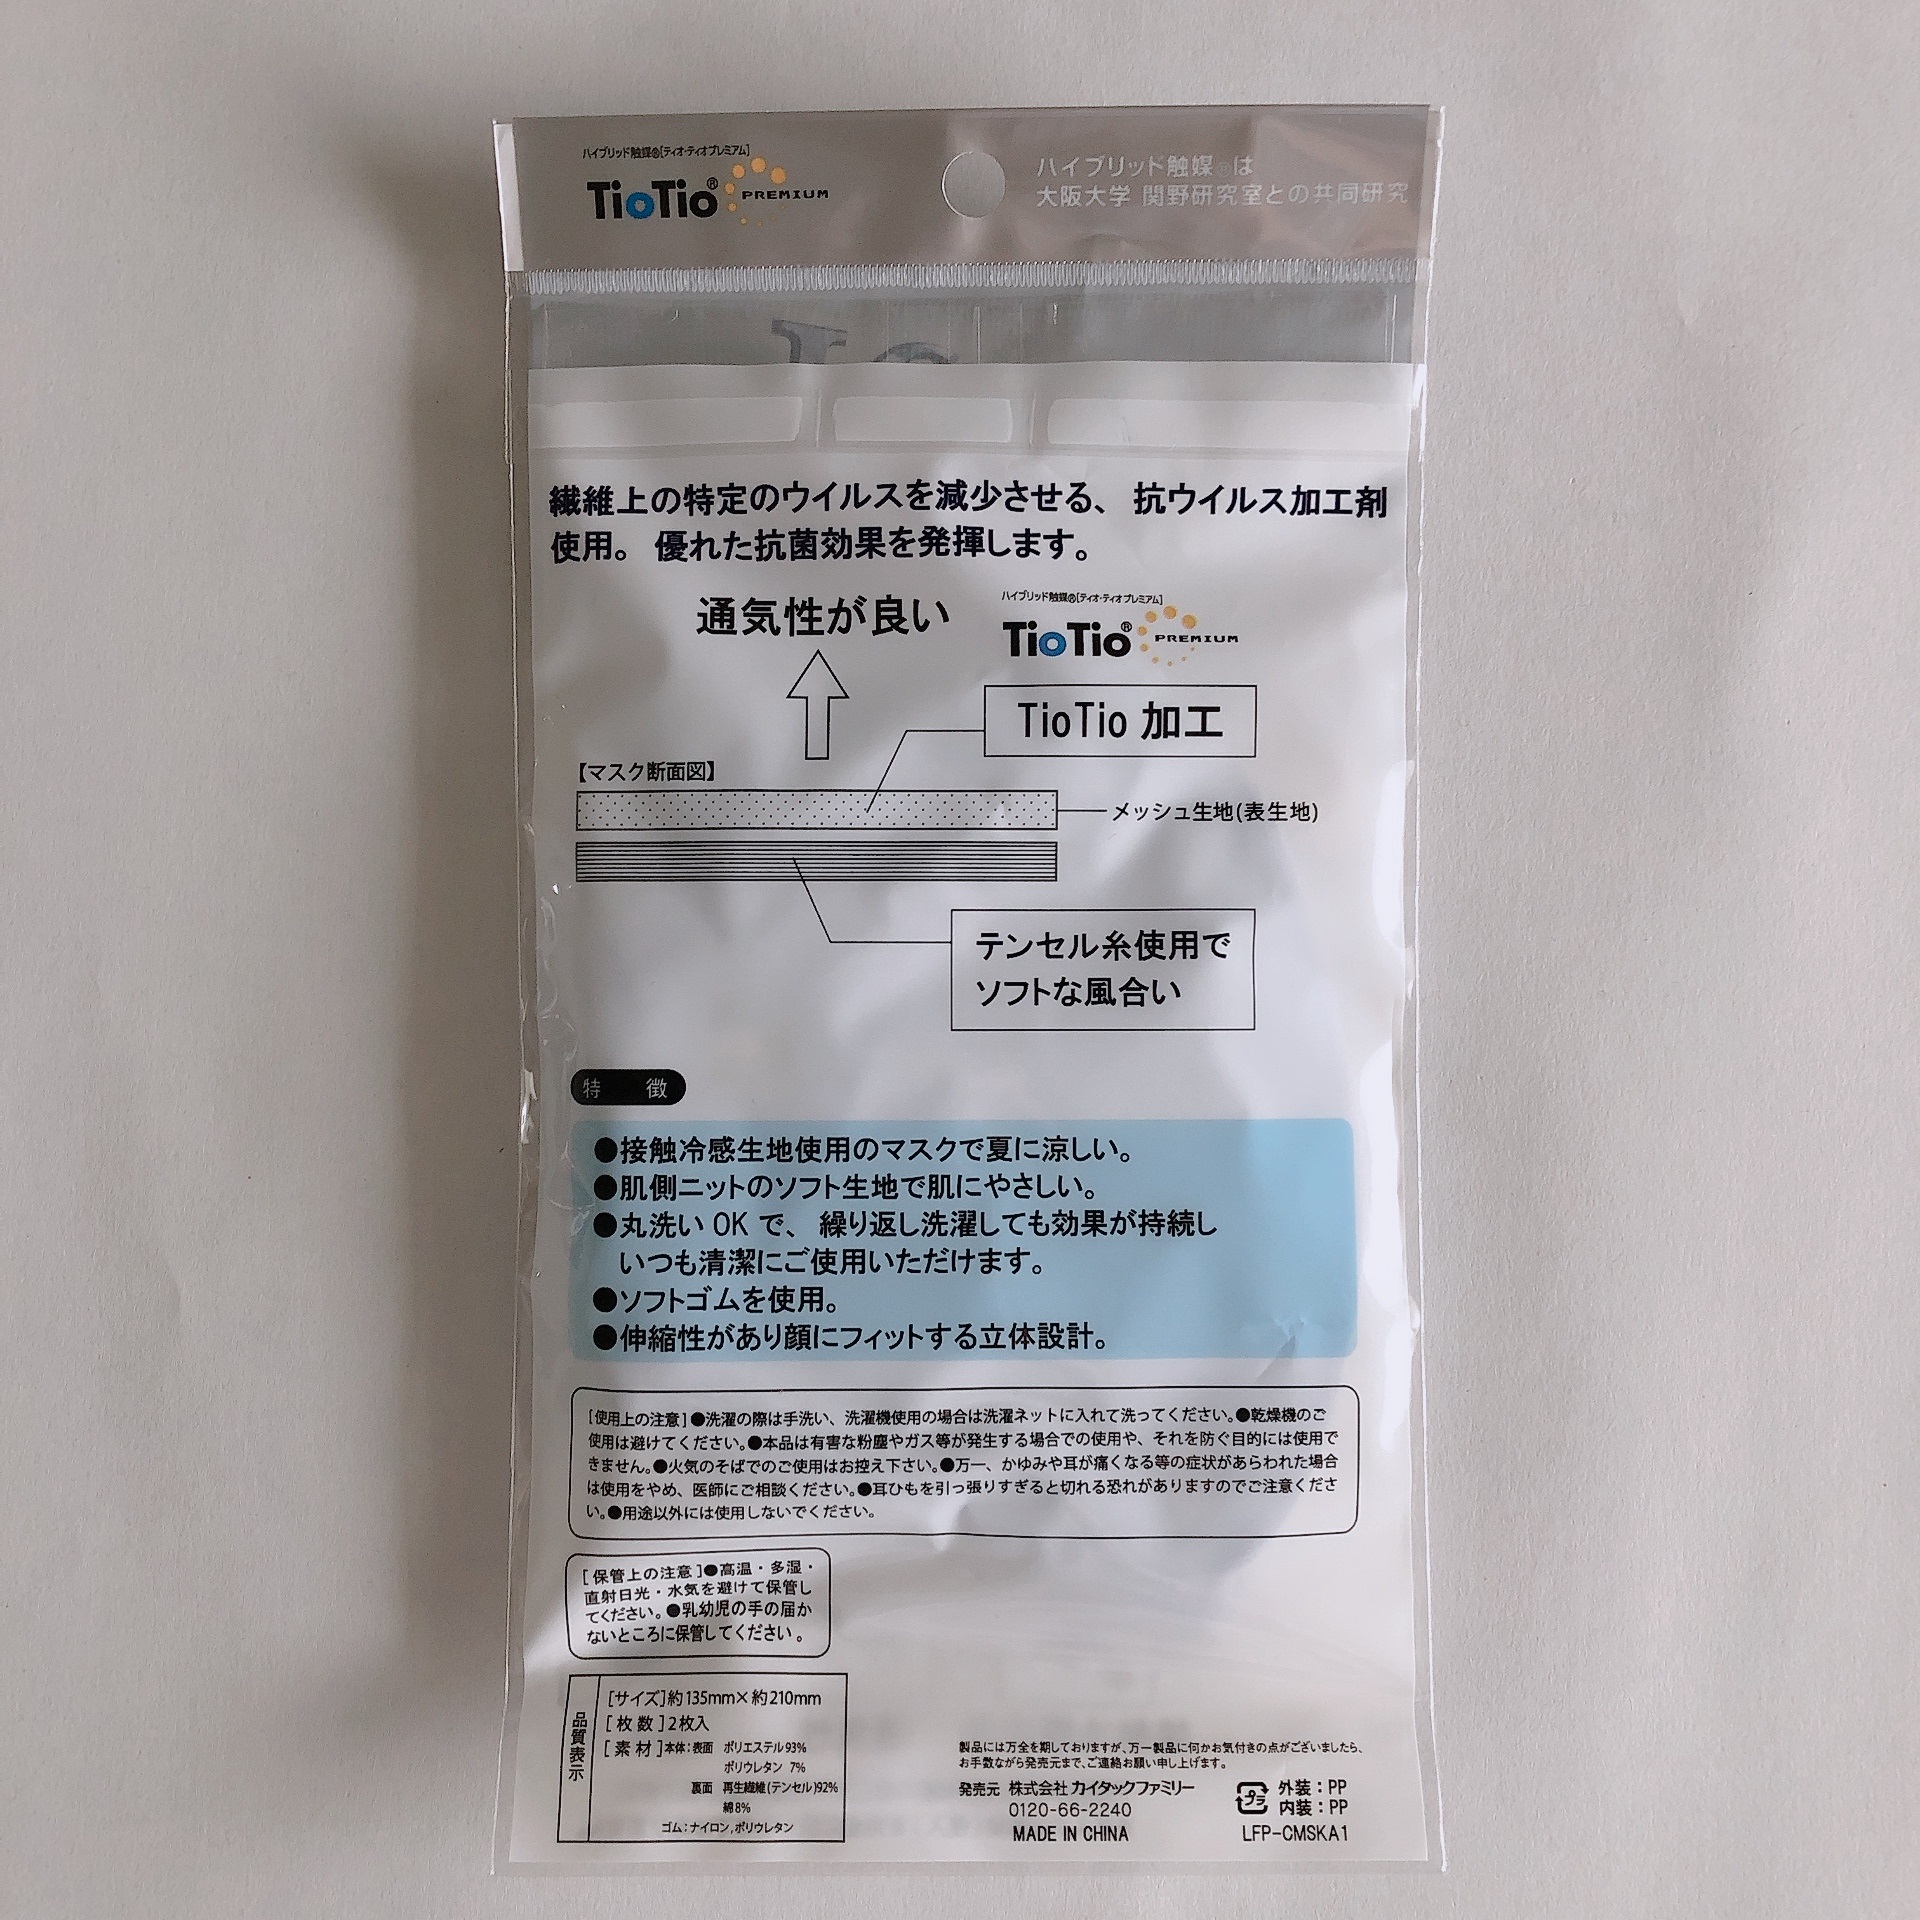 ハイブリッド触媒®[ティオ・ティオプレミアム]
TioTio® PREMIUM
ハイブリッド触媒®は
大阪大学 関野研究室との共同研究
繊維上の特定のウイルスを減少させる、抗ウイルス加工剤
使用。優れた抗菌効果を発揮します。
通気性が良い
ハイブリッド触媒®[ティオ・ティオプレミアム]
TioTio® PREMIUM
TioTio 加工
【マスク断面図】
メッシュ生地(表生地)
テンセル糸使用で
ソフトな風合い
特 徴
●接触冷感生地使用のマスクで夏に涼しい。
●肌側ニットのソフト生地で肌にやさしい。
●丸洗い OK で、繰り返し洗濯しても効果が持続し
いつも清潔にご使用いただけます。
●ソフトゴムを使用。
●伸縮性があり顔にフィットする立体設計。
[使用上の注意]●洗濯の際は手洗い、洗濯機使用の場合は洗濯ネットに入れて洗ってください。●乾燥機のご
使用は避けてください。●本品は有害な粉塵やガス等が発生する場合での使用や、それを防ぐ目的には使用で
きません。●火気のそばでのご使用はお控え下さい。●万一、かゆみや耳が痛くなる等の症状があらわれた場合
は使用をやめ、医師にご相談ください。●耳ひもを引っ張りすぎると切れる恐れがありますのでご注意くださ
い。●用途以外には使用しないでください。
[保管上の注意]●高温・多湿・
直射日光・水気を避けて保管し
てください。●乳幼児の手の届か
ないところに保管してください。
品質表示
[サイズ]約135mm×約210mm
[枚数]2枚入
[素材]本体:表面 ポリエステル93%
ポリウレタン 7%
裏面 再生繊維(テンセル)92%
綿8%
ゴム:ナイロン,ポリウレタン
製品には万全を期しておりますが、万一製品に何かお気付きの点がございましたら、
お手数ながら発売元まで、ご連絡お願い申し上げます。
発売元 株式会社 カイタックファミリー
0120-66-2240
MADE IN CHINA
プラ
外装:PP
内装:PP
LFP-CMSKA1